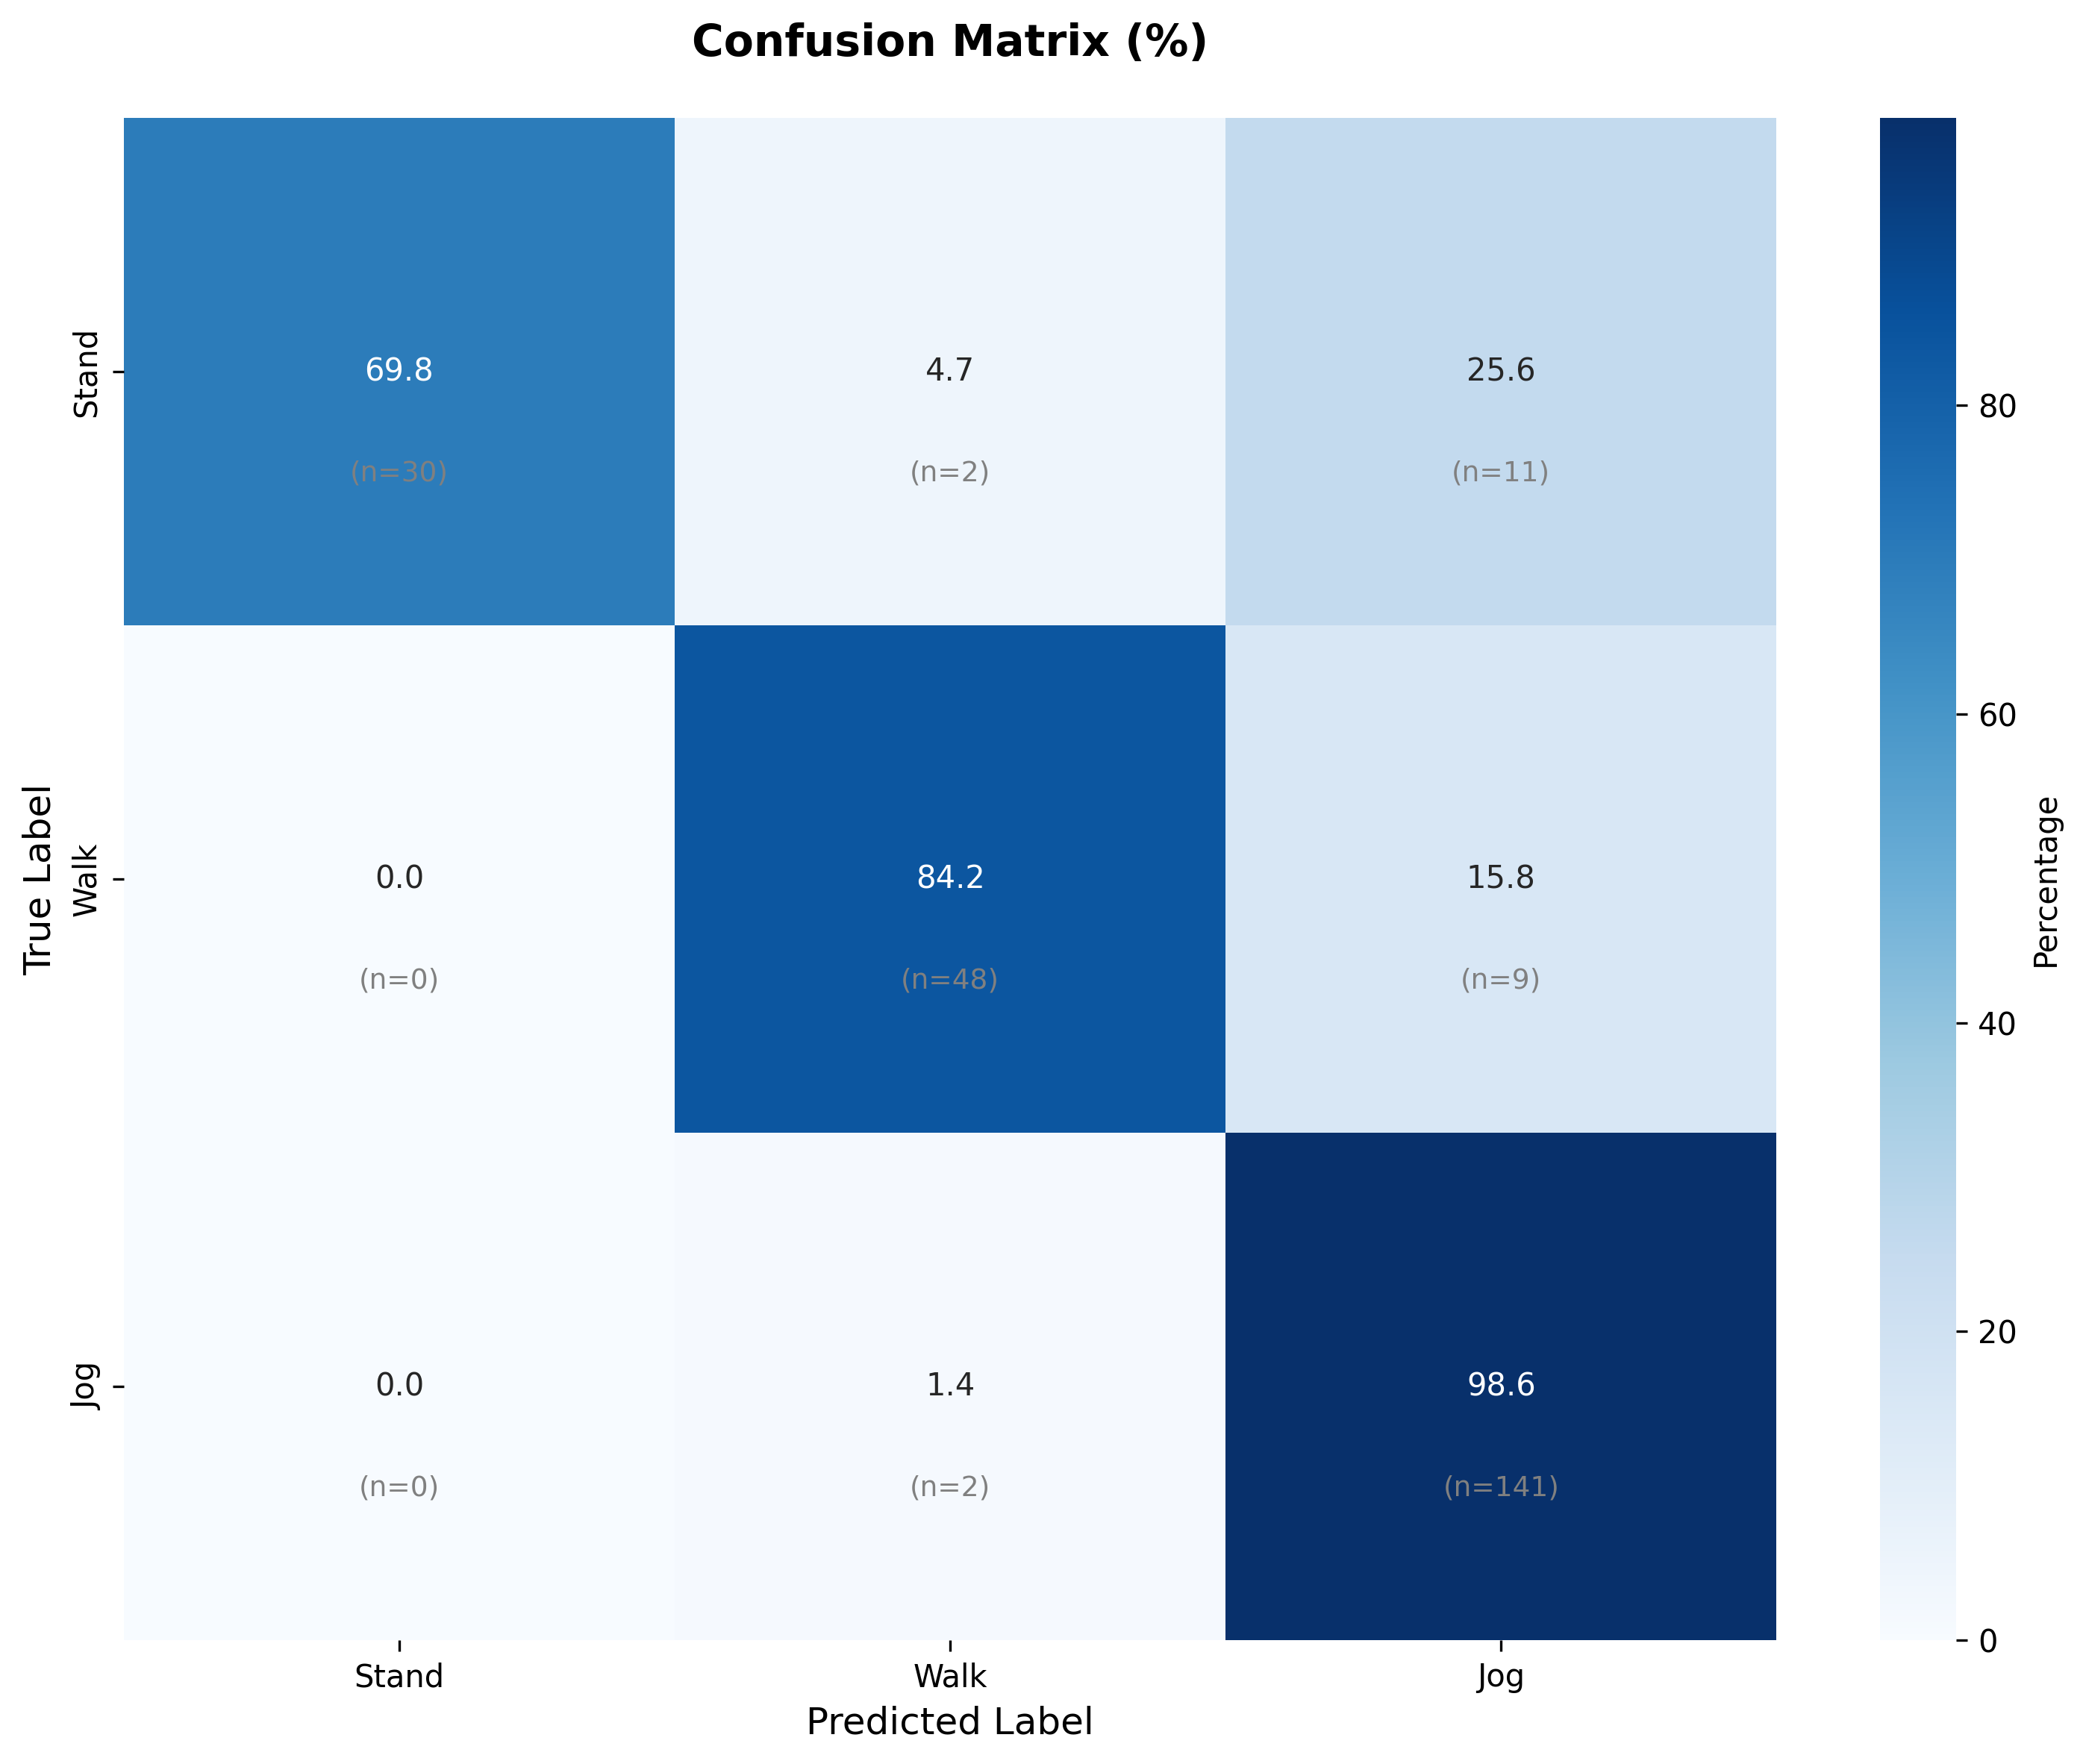 Confusion Matrix (%)
True Label
Stand
69.8
4.7
25.6
(n=30)
(n=2)
(n=11)
Walk
0.0
84.2
15.8
(n=0)
(n=48)
(n=9)
Jog
0.0
1.4
98.6
(n=0)
(n=2)
(n=141)
Stand
Walk
Jog
Predicted Label
80
60
40
20
0
Percentage